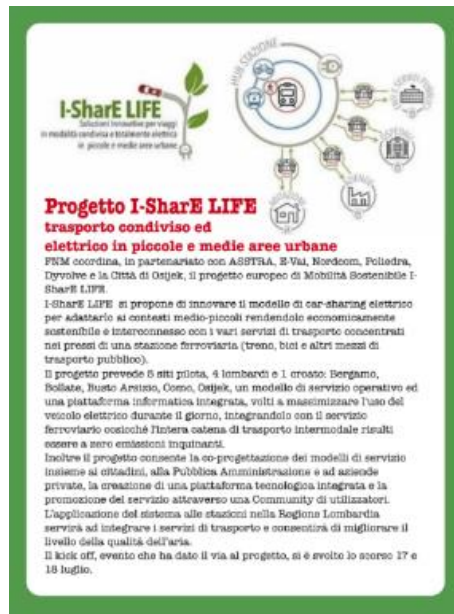 HUB STAZIONE
I-SharE LIFE
Soluzioni innovative per viaggi
in modalità condivisa e totalmente elettrica
in piccole e medie aree urbane
Progetto I-SharE LIFE
trasporto condiviso ed
elettrico in piccole e medie aree urbane
FNM coordina, in partenariato con ASSTRA, E-Vai, Nordcom, Poliedra,
Dyvolve e la Città di Osijek, il progetto europeo di Mobilità Sostenibile I-
SharE LIFE.
I-SharE LIFE si propone di innovare il modello di car-sharing elettrico
per adattarlo ai contesti medio-piccoli rendendolo economicamente
sostenibile e interconnesso con i vari servizi di trasporto concentrati
nei pressi di una stazione ferroviaria (treno, bici e altri mezzi di
trasporto pubblico).
Il progetto prevede 5 siti pilota, 4 lombardi e 1 croato: Bergamo,
Bollate, Busto Arsizio, Como, Osijek, un modello di servizio operativo ed
una piattaforma informatica integrata, volti a massimizzare l'uso del
veicolo elettrico durante il giorno, integrandolo con il servizio
ferroviario cosicché l'intera catena di trasporto intermodale risulti
essere a zero emissioni inquinanti.
Inoltre il progetto consente la co-progettazione dei modelli di servizio
insieme ai cittadini, alla Pubblica Amministrazione e ad aziende
private, la creazione di una piattaforma tecnologica integrata e la
promozione del servizio attraverso una Community di utilizzatori.
L'applicazione del sistema alle stazioni nella Regione Lombardia
servirà ad integrare i servizi di trasporto e consentirà di migliorare il
livello della qualità dell'aria.
Il kick off, evento che ha dato il via al progetto, si è svolto lo scorso 17 e
18 luglio.